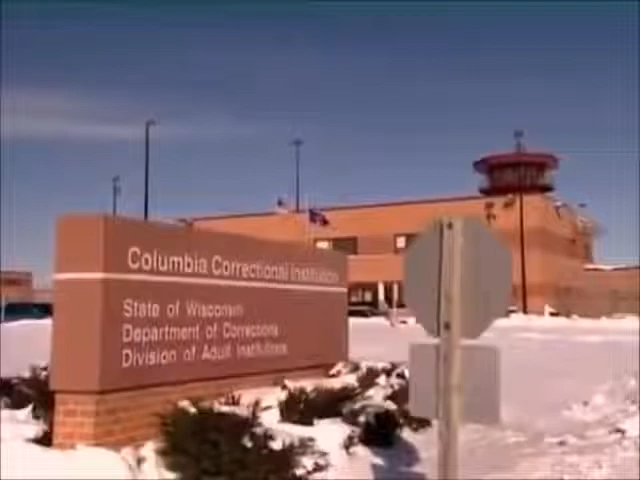 Columbia Correctional Institution
State of Wisconsin
Department of Corrections
Division of Adult Institutions